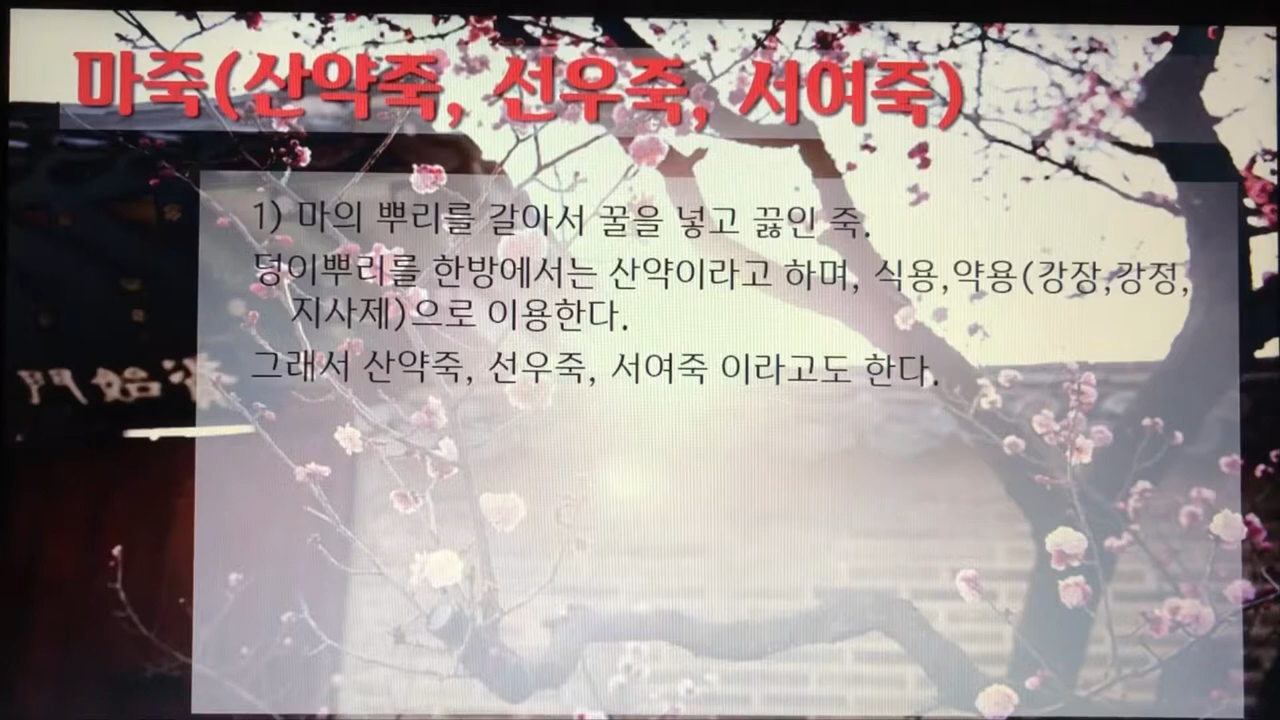 마죽(산약죽, 선우죽, 서여죽)
1) 마의 뿌리를 갈아서 꿀을 넣고 끓인 죽.
덩이뿌리를 한방에서는 산약이라고 하며, 식용,약용(강장,강정,
지사제)으로 이용한다.
그래서 산약죽, 선우죽, 서여죽 이라고도 한다.